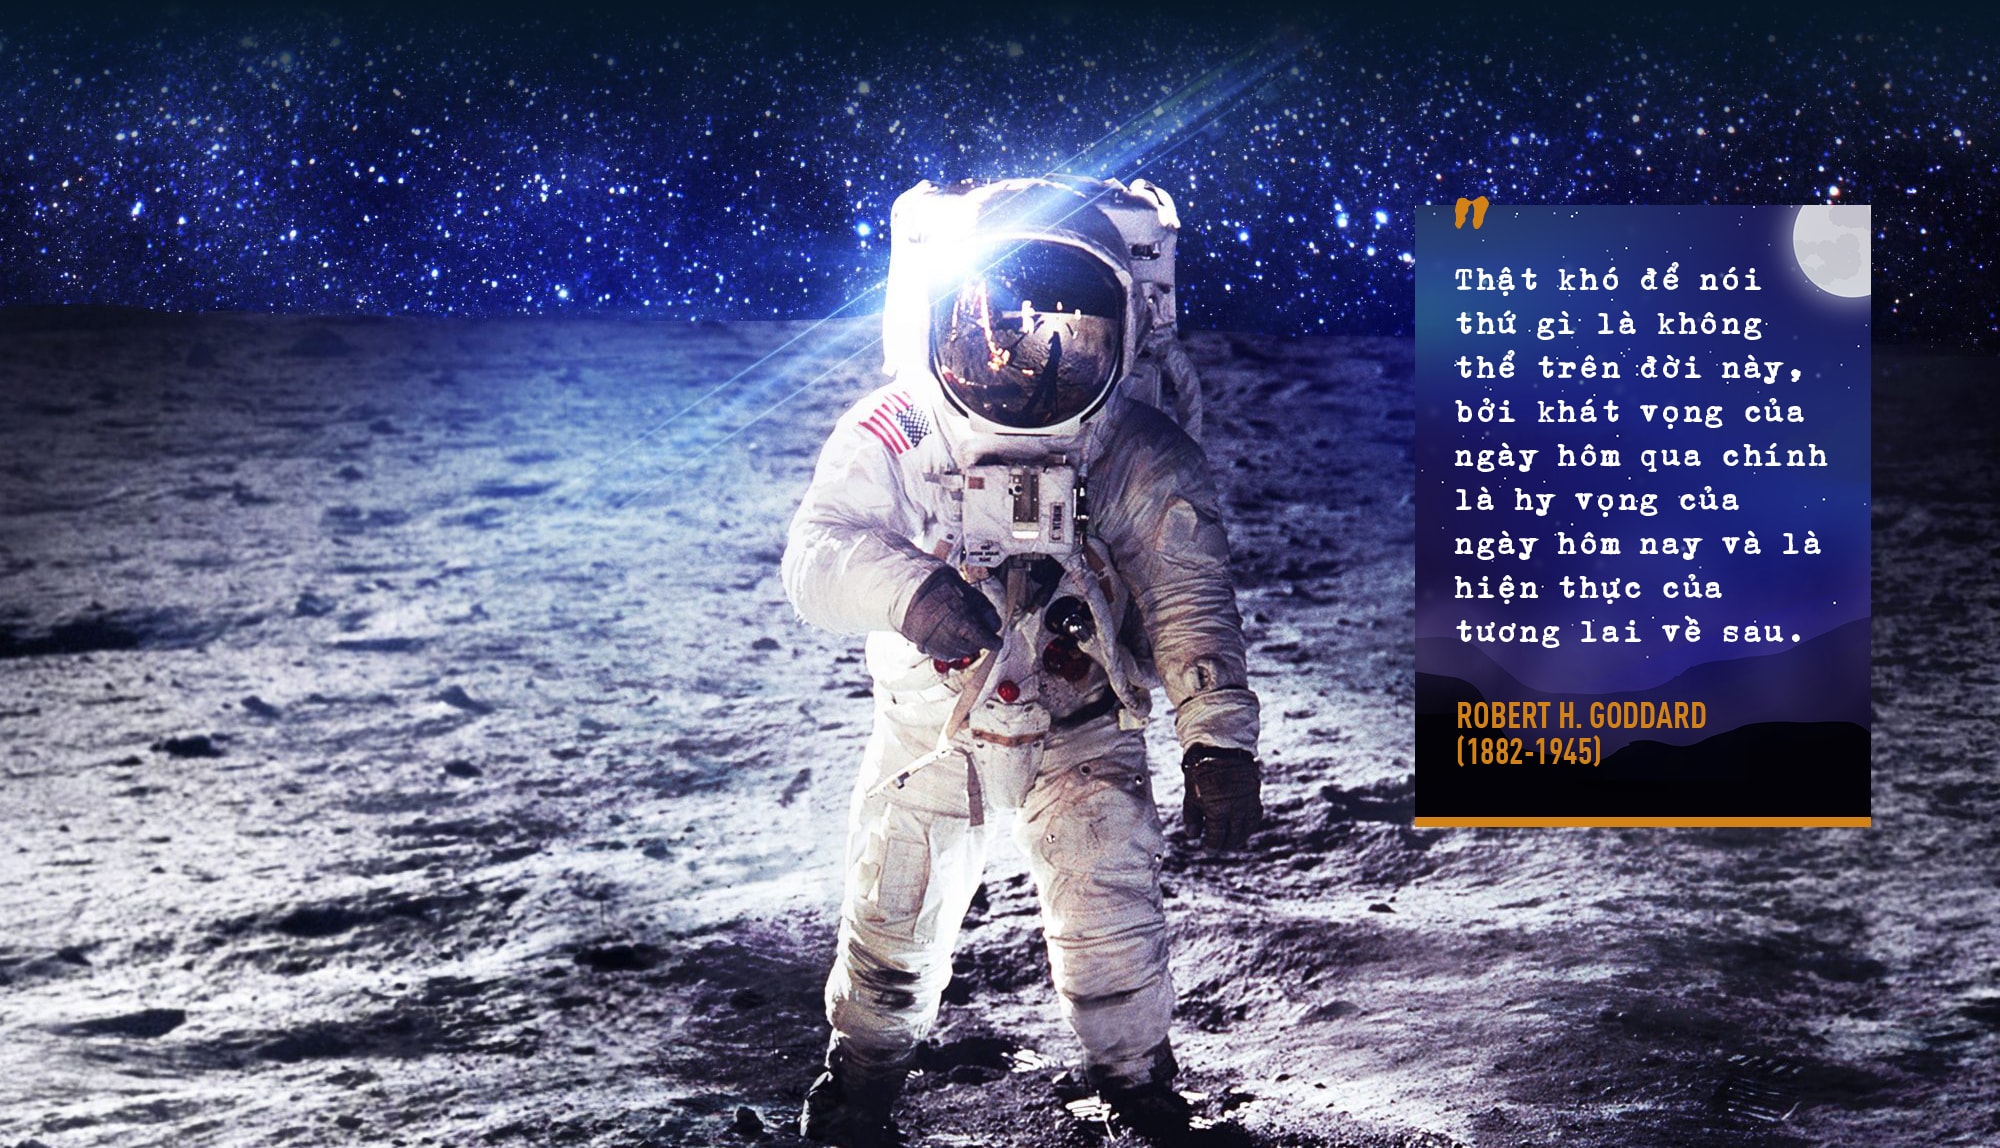 Thật khó để nói
thứ gì là không
thể trên đời này,
bởi khát vọng của
ngày hôm qua chính
là hy vọng của
ngày hôm nay và là
hiện thực của
tương lai về sau.
ROBERT H. GODDARD
(1882-1945)